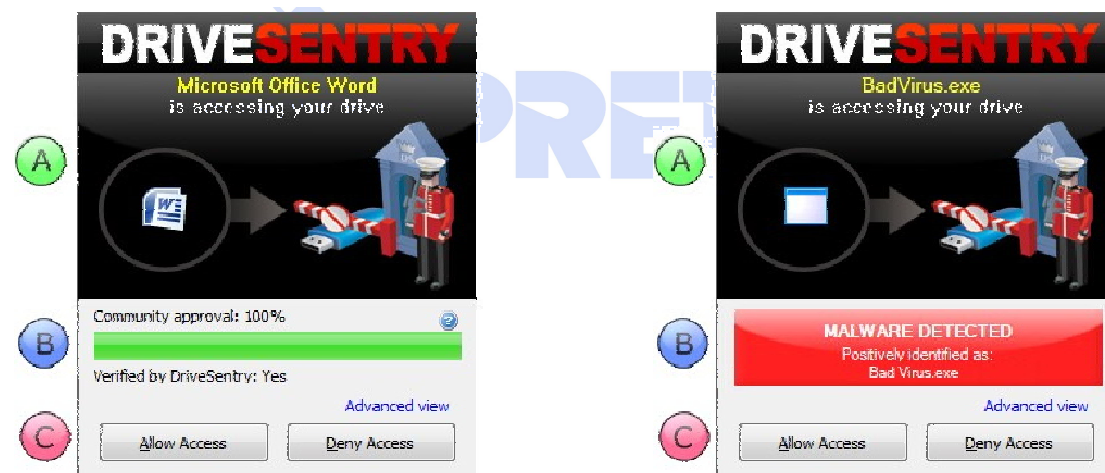 DRIVESENTRY
Microsoft Office Word
is accessing your drive
A
B
Community approval: 100%
Verified by DriveSentry: Yes
Advanced view
C
Allow Access
Deny Access
DRIVESENTRY
BadVirus.exe
is accessing your drive
A
B
MALWARE DETECTED
Positively identified as:
Bad Virus.exe
Advanced view
C
Allow Access
Deny Access